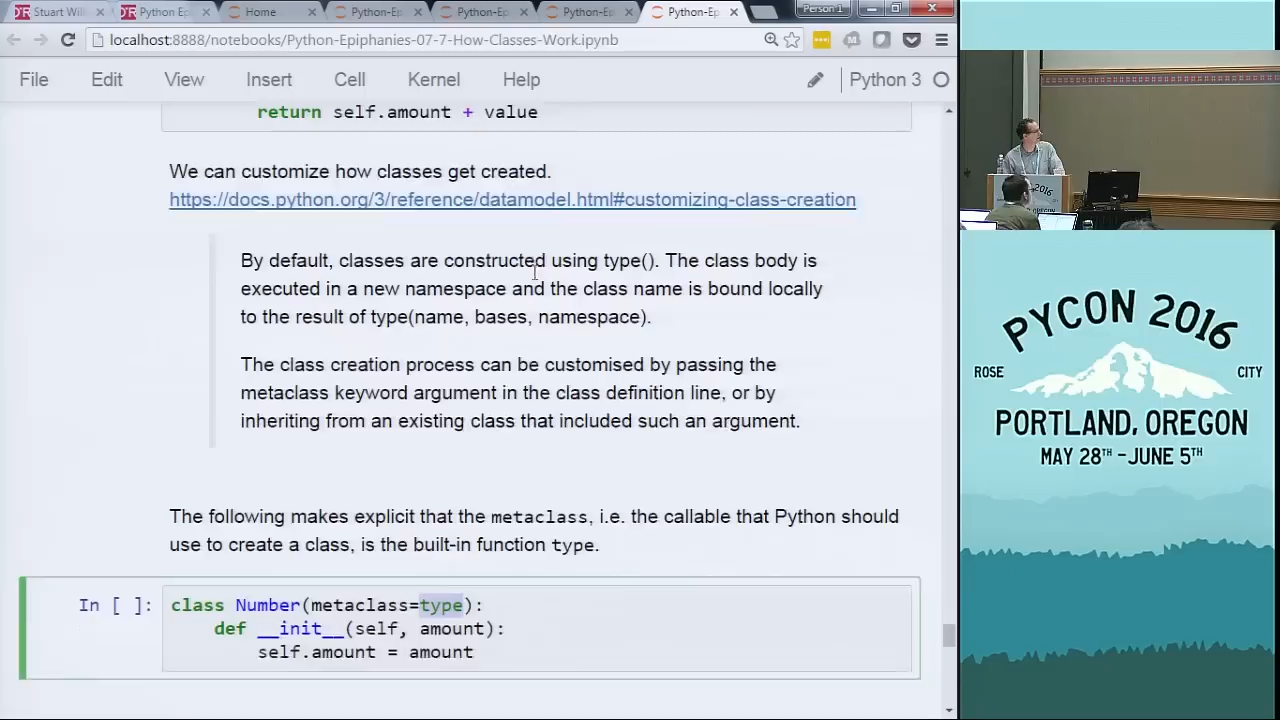 Stuart Wil
Python Ep
Home
Python-Ep
Python-Ep
Python-Ep
Python-Ep
Person 1
localhost:8888/notebooks/Python-Epiphanies-07-7-How-Classes-Work.ipynb
File Edit View Insert Cell Kernel Help Python 3
return self.amount + value
We can customize how classes get created.
https://docs.python.org/3/reference/datamodel.html#customizing-class-creation
By default, classes are constructed using type(). The class body is
executed in a new namespace and the class name is bound locally
to the result of type(name, bases, namespace).
The class creation process can be customised by passing the
metaclass keyword argument in the class definition line, or by
inheriting from an existing class that included such an argument.
The following makes explicit that the metaclass, i.e. the callable that Python should
use to create a class, is the built-in function type.
In [ ]: class Number(metaclass=type):
def __init__(self, amount):
self.amount = amount
2016
PYCON 2016
ROSE CITY
PORTLAND, OREGON
MAY 28TH -JUNE 5TH